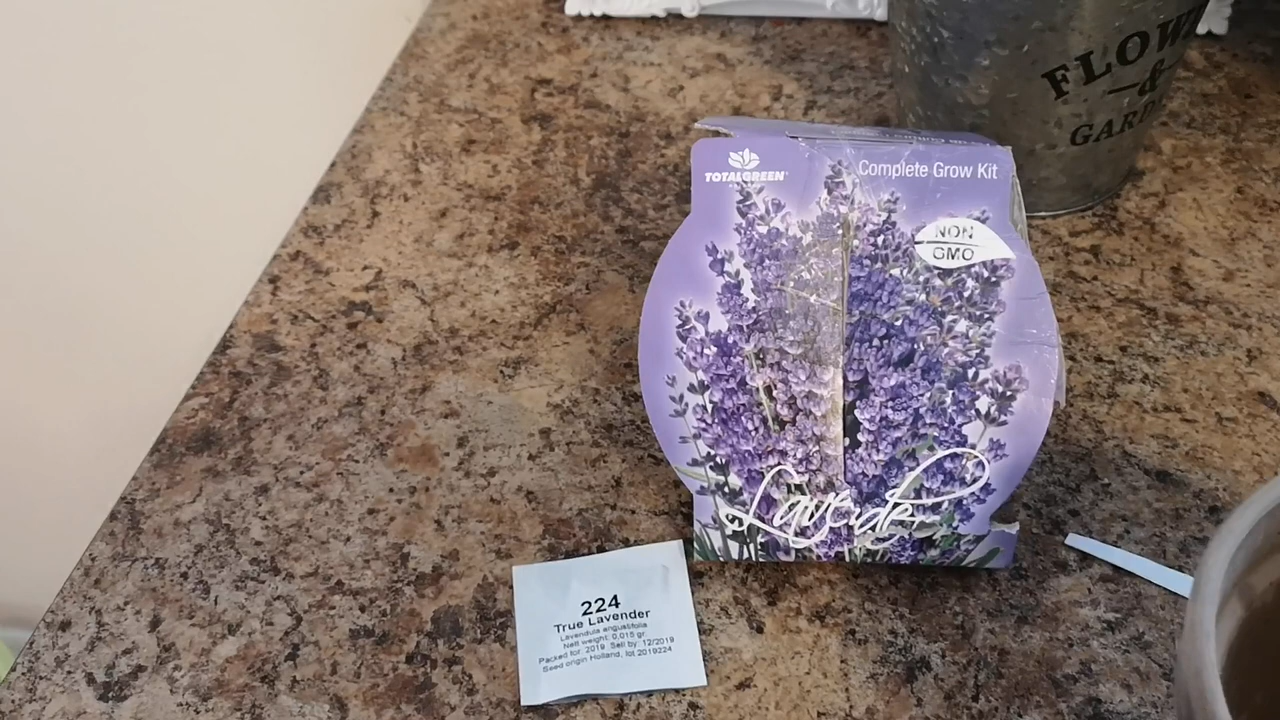 FLOW
&
GARD
TOTALGREEN
Complete Grow Kit
NON
GMO
Lavender
224
True Lavender
Lavendula angustifolia
Nett weight: 0,015 gr
Packed for: 2019 Sell by: 12/2019
Seed origin Holland, lot 2019224